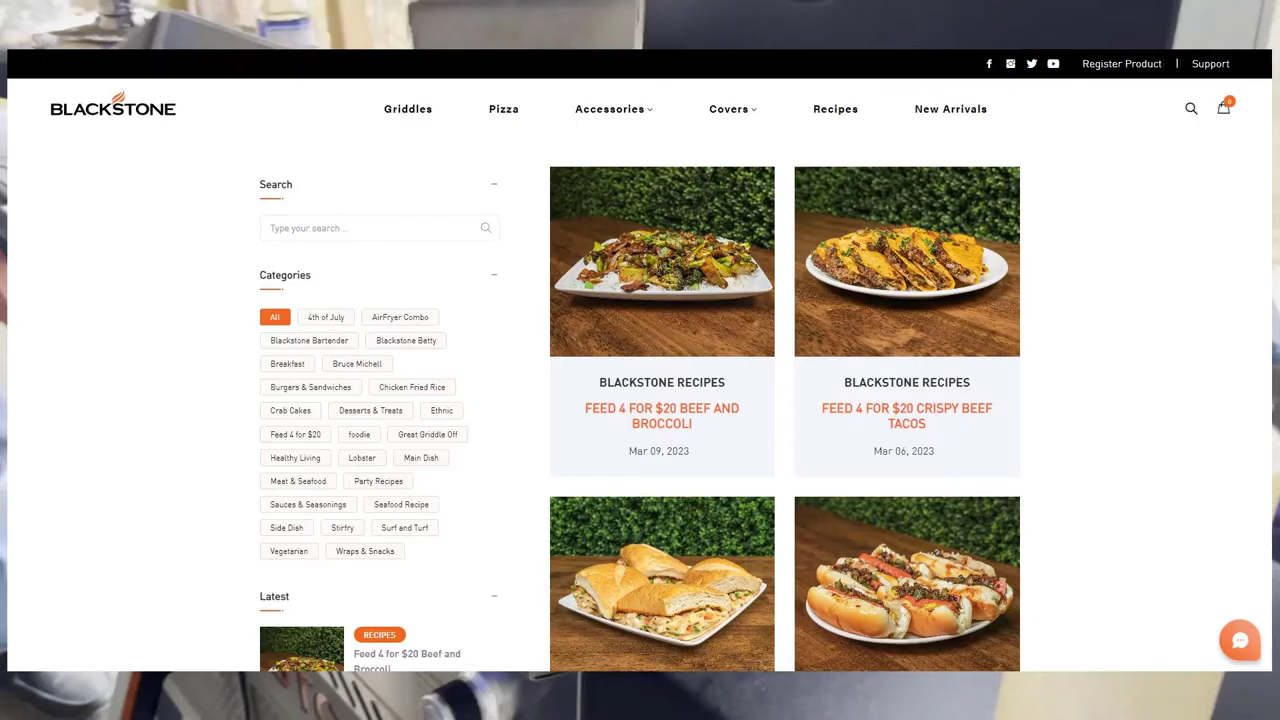 Register Product | Support
BLACKSTONE
Griddles Pizza Accessories Covers Recipes New Arrivals
0
Search
Type your search...
Categories
All 4th of July AirFryer Combo
Blackstone Bartender Blackstone Betty
Breakfast Bruce Michell
Burgers & Sandwiches Chicken Fried Rice
Crab Cakes Desserts & Treats Ethnic
Feed 4 for $20 foodie Great Griddle Off
Healthy Living Lobster Main Dish
Meat & Seafood Party Recipes
Sauces & Seasonings Seafood Recipe
Side Dish Stirfry Surf and Turf
Vegetarian Wraps & Snacks
Latest
RECIPES
Feed 4 for $20 Beef and
Broccoli
BLACKSTONE RECIPES
FEED 4 FOR $20 BEEF AND
BROCCOLI
Mar 09, 2023
BLACKSTONE RECIPES
FEED 4 FOR $20 CRISPY BEEF
TACOS
Mar 06, 2023